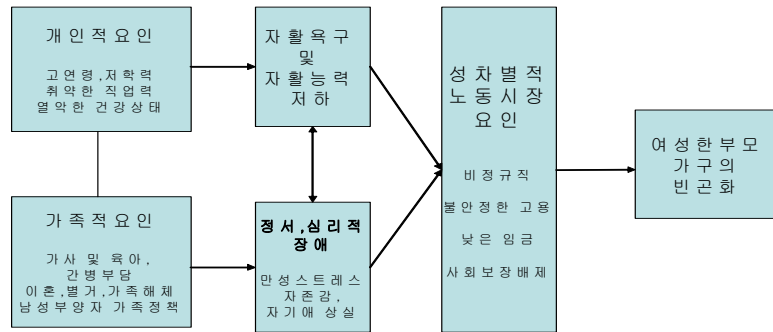 개인적요인
고연령,저학력
취약한 직업력
열악한 건강상태
가족적요인
가사 및 육아,
간병부담
이혼,별거,가족해체
남성부양자 가족정책
자활욕구
및
자활능력
저하
정서,심리적
장애
만성스트레스
자존감,
자기애 상실
성차별적
노동시장
요인
비정규직
불안정한 고용
낮은 임금
사회보장배제
여성한부모
가구의
빈곤화